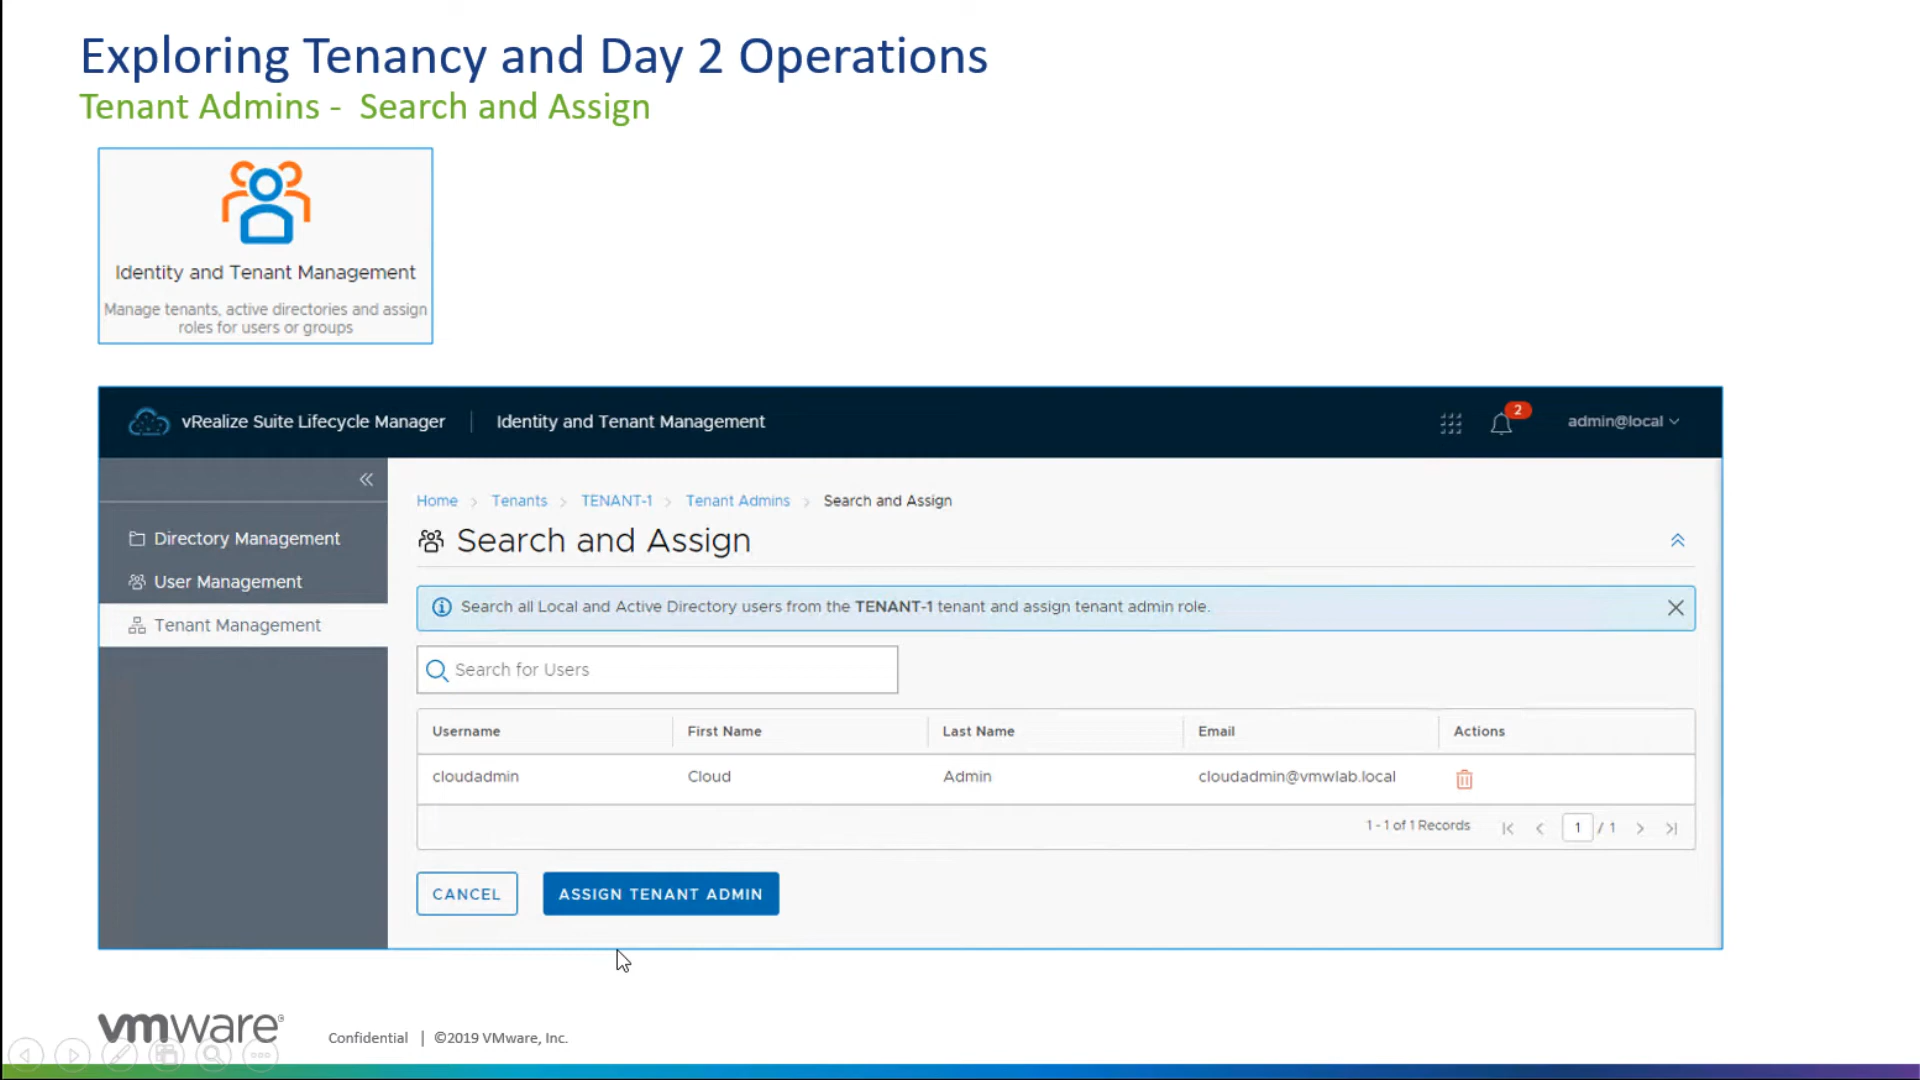 Exploring Tenancy and Day 2 Operations
Tenant Admins - Search and Assign
Identity and Tenant Management
Manage tenants, active directories and assign
roles for users or groups
vRealize Suite Lifecycle Manager | Identity and Tenant Management 2 admin@local
Directory Management
User Management
Tenant Management
Home > Tenants > TENANT-1 > Tenant Admins > Search and Assign
Search and Assign
Search all Local and Active Directory users from the TENANT-1 tenant and assign tenant admin role.
Search for Users
Username First Name Last Name Email Actions
cloudadmin Cloud Admin cloudadmin@vmwlab.local
1 - 1 of 1 Records 1 / 1
CANCEL ASSIGN TENANT ADMIN
vmware® Confidential | ©2019 VMware, Inc.